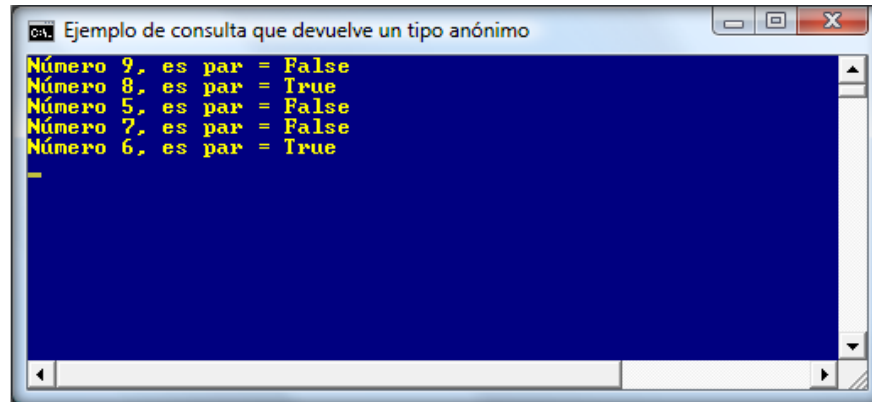 Ejemplo de consulta que devuelve un tipo anónimo
Número 9, es par = False
Número 8, es par = True
Número 5, es par = False
Número 7, es par = False
Número 6, es par = True